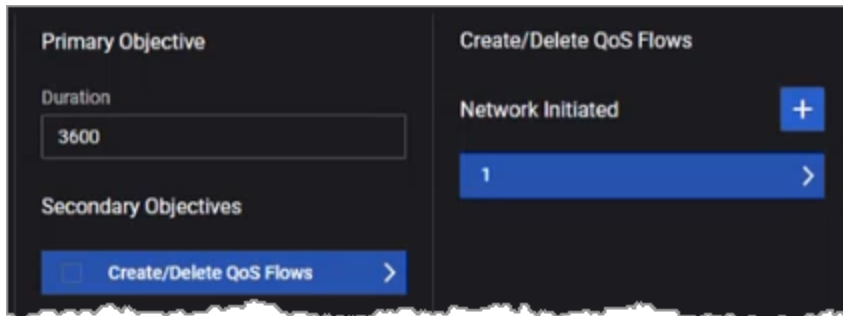 Primary Objective
Duration
3600
Secondary Objectives
Create/Delete QoS Flows
Create/Delete QoS Flows
Network Initiated
1